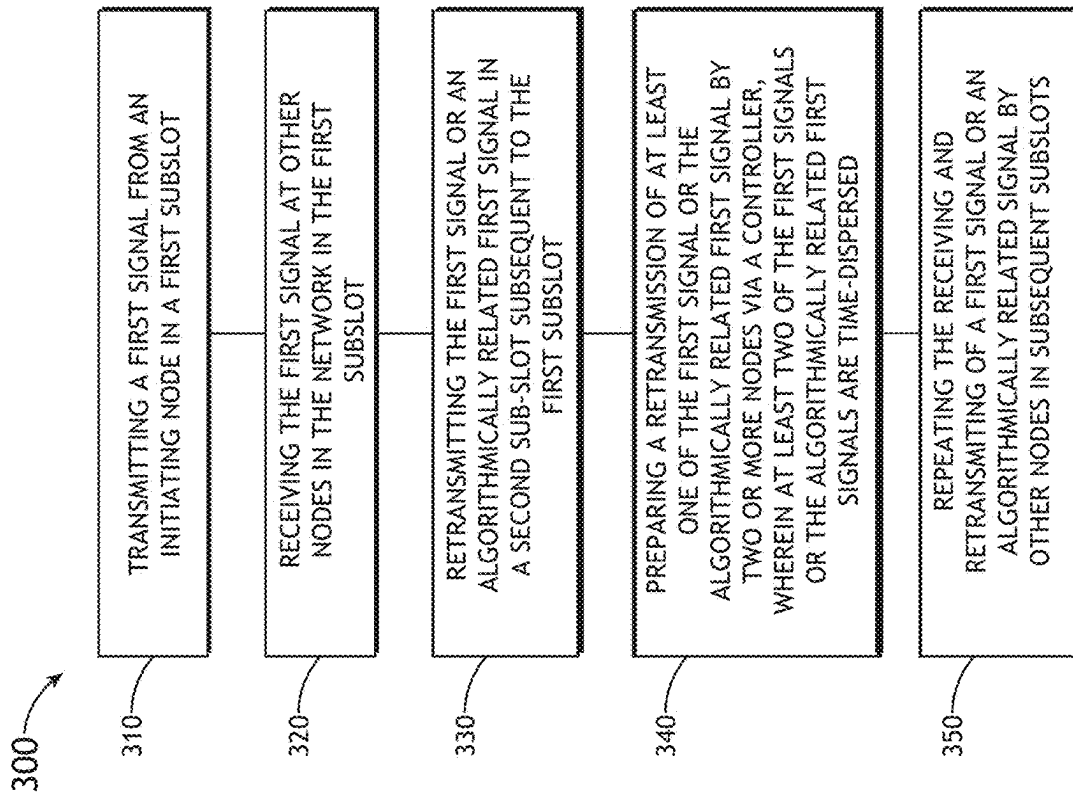 300
310
TRANSMITTING A FIRST SIGNAL FROM AN
INITIATING NODE IN A FIRST SUBSLOT
320
RECEIVING THE FIRST SIGNAL AT OTHER
NODES IN THE NETWORK IN THE FIRST
SUBSLOT
330
RETRANSMITTING THE FIRST SIGNAL OR AN
ALGORITHMICALLY RELATED FIRST SIGNAL IN
A SECOND SUB-SLOT SUBSEQUENT TO THE
FIRST SUBSLOT
340
PREPARING A RETRANSMISSION OF AT LEAST
ONE OF THE FIRST SIGNAL OR THE
ALGORITHMICALLY RELATED FIRST SIGNAL BY
TWO OR MORE NODES VIA A CONTROLLER,
WHEREIN AT LEAST TWO OF THE FIRST SIGNALS
OR THE ALGORITHMICALLY RELATED FIRST
SIGNALS ARE TIME-DISPERSED
350
REPEATING THE RECEIVING AND
RETRANSMITING OF A FIRST SIGNAL OR AN
ALGORITHMICALLY RELATED SIGNAL BY
OTHER NODES IN SUBSEQUENT SUBSLOTS